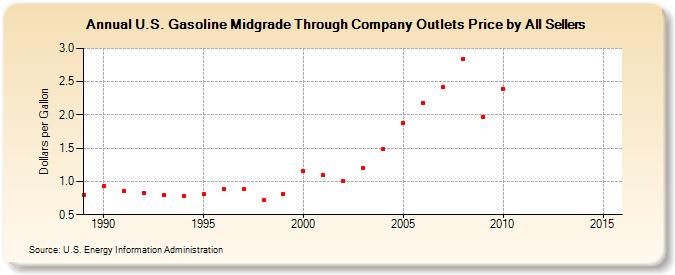 Annual U.S. Gasoline Midgrade Through Company Outlets Price by All Sellers
Dollars per Gallon
3.0
2.5
2.0
1.5
1.0
0.5
1990 1995 2000 2005 2010 2015
Source: U.S. Energy Information Administration